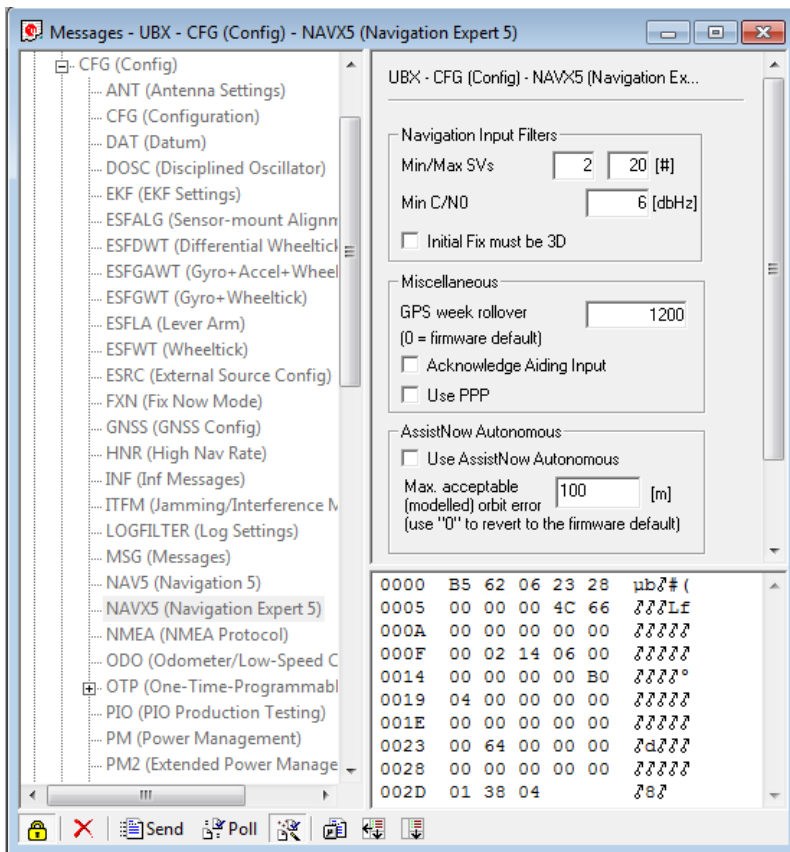 Messages - UBX - CFG (Config) - NAVX5 (Navigation Expert 5)
CFG (Config)
ANT (Antenna Settings)
CFG (Configuration)
DAT (Datum)
DOSC (Disciplined Oscillator)
EKF (EKF Settings)
ESFALG (Sensor-mount Alignm
ESFDWT (Differential Wheeltick
ESFGAWT (Gyro+Accel+Wheel
ESFGWT (Gyro+Wheeltick)
ESFLA (Lever Arm)
ESFWT (Wheeltick)
ESRC (External Source Config)
FXN (Fix Now Mode)
GNSS (GNSS Config)
HNR (High Nav Rate)
INF (Inf Messages)
ITFM (Jamming/Interference M
LOGFILTER (Log Settings)
MSG (Messages)
NAV5 (Navigation 5)
NAVX5 (Navigation Expert 5)
NMEA (NMEA Protocol)
ODO (Odometer/Low-Speed C
OTP (One-Time-Programmabl
PIO (PIO Production Testing)
PM (Power Management)
PM2 (Extended Power Manage
UBX - CFG (Config) - NAVX5 (Navigation Ex...
Navigation Input Filters
Min/Max SVs 2 20 [#]
Min C/N0 6 [dbHz]
Initial Fix must be 3D
Miscellaneous
GPS week rollover 1200
(0 = firmware default)
Acknowledge Aiding Input
Use PPP
AssistNow Autonomous
Use AssistNow Autonomous
Max. acceptable
(modelled) orbit error 100 [m]
(use "0" to revert to the firmware default)
0000 B5 62 06 23 28 µb♪#(
0005 00 00 00 4C 66 ♪♪♪Lf
000A 00 00 00 00 00 ♪♪♪♪♪
000F 00 02 14 06 00 ♪♪♪♪♪
0014 00 00 00 00 B0 ♪♪♪♪°
0019 04 00 00 00 00 ♪♪♪♪♪
001E 00 00 00 00 00 ♪♪♪♪♪
0023 00 64 00 00 00 ♪d♪♪♪
0028 00 00 00 00 00 ♪♪♪♪♪
002D 01 38 04 ♪8♪
Send Poll